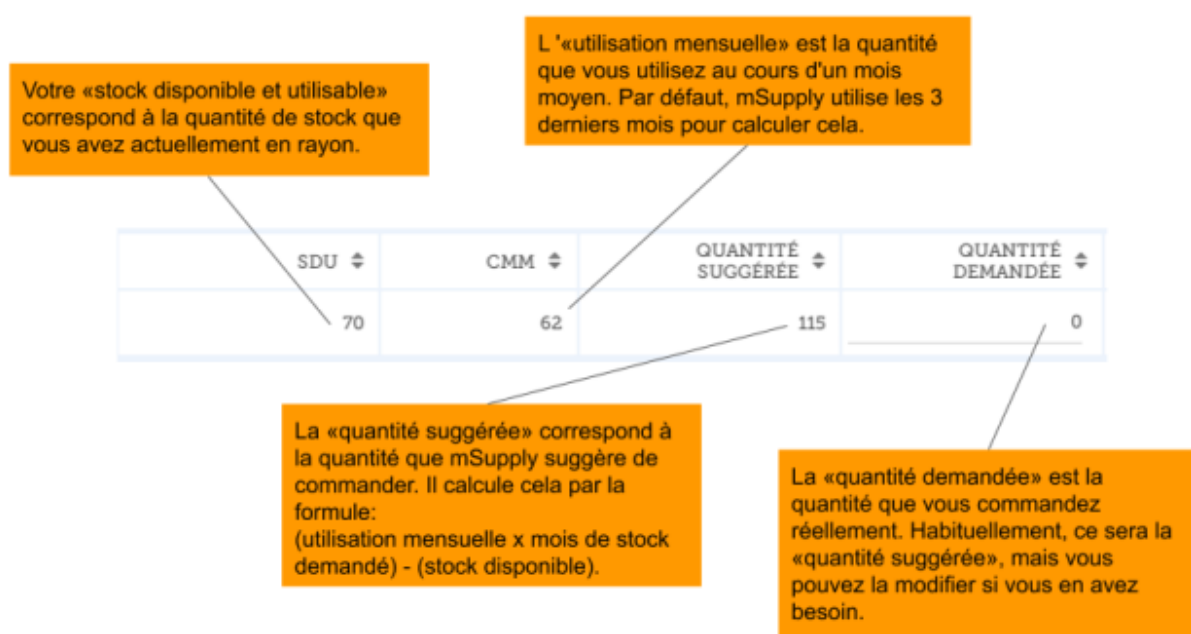 L '«utilisation mensuelle» est la quantité
que vous utilisez au cours d'un mois
moyen. Par défaut, mSupply utilise les 3
derniers mois pour calculer cela.
Votre «stock disponible et utilisable»
correspond à la quantité de stock que
vous avez actuellement en rayon.
SDU
CMM
QUANTITÉ
SUGGÉRÉE
QUANTITÉ
DEMANDÉE
70
62
115
0
La «quantité suggérée» correspond à
la quantité que mSupply suggère de
commander. Il calcule cela par la
formule:
(utilisation mensuelle x mois de stock
demandé) - (stock disponible).
La «quantité demandée» est la
quantité que vous commandez
réellement. Habituellement, ce sera la
«quantité suggérée», mais vous
pouvez la modifier si vous en avez
besoin.